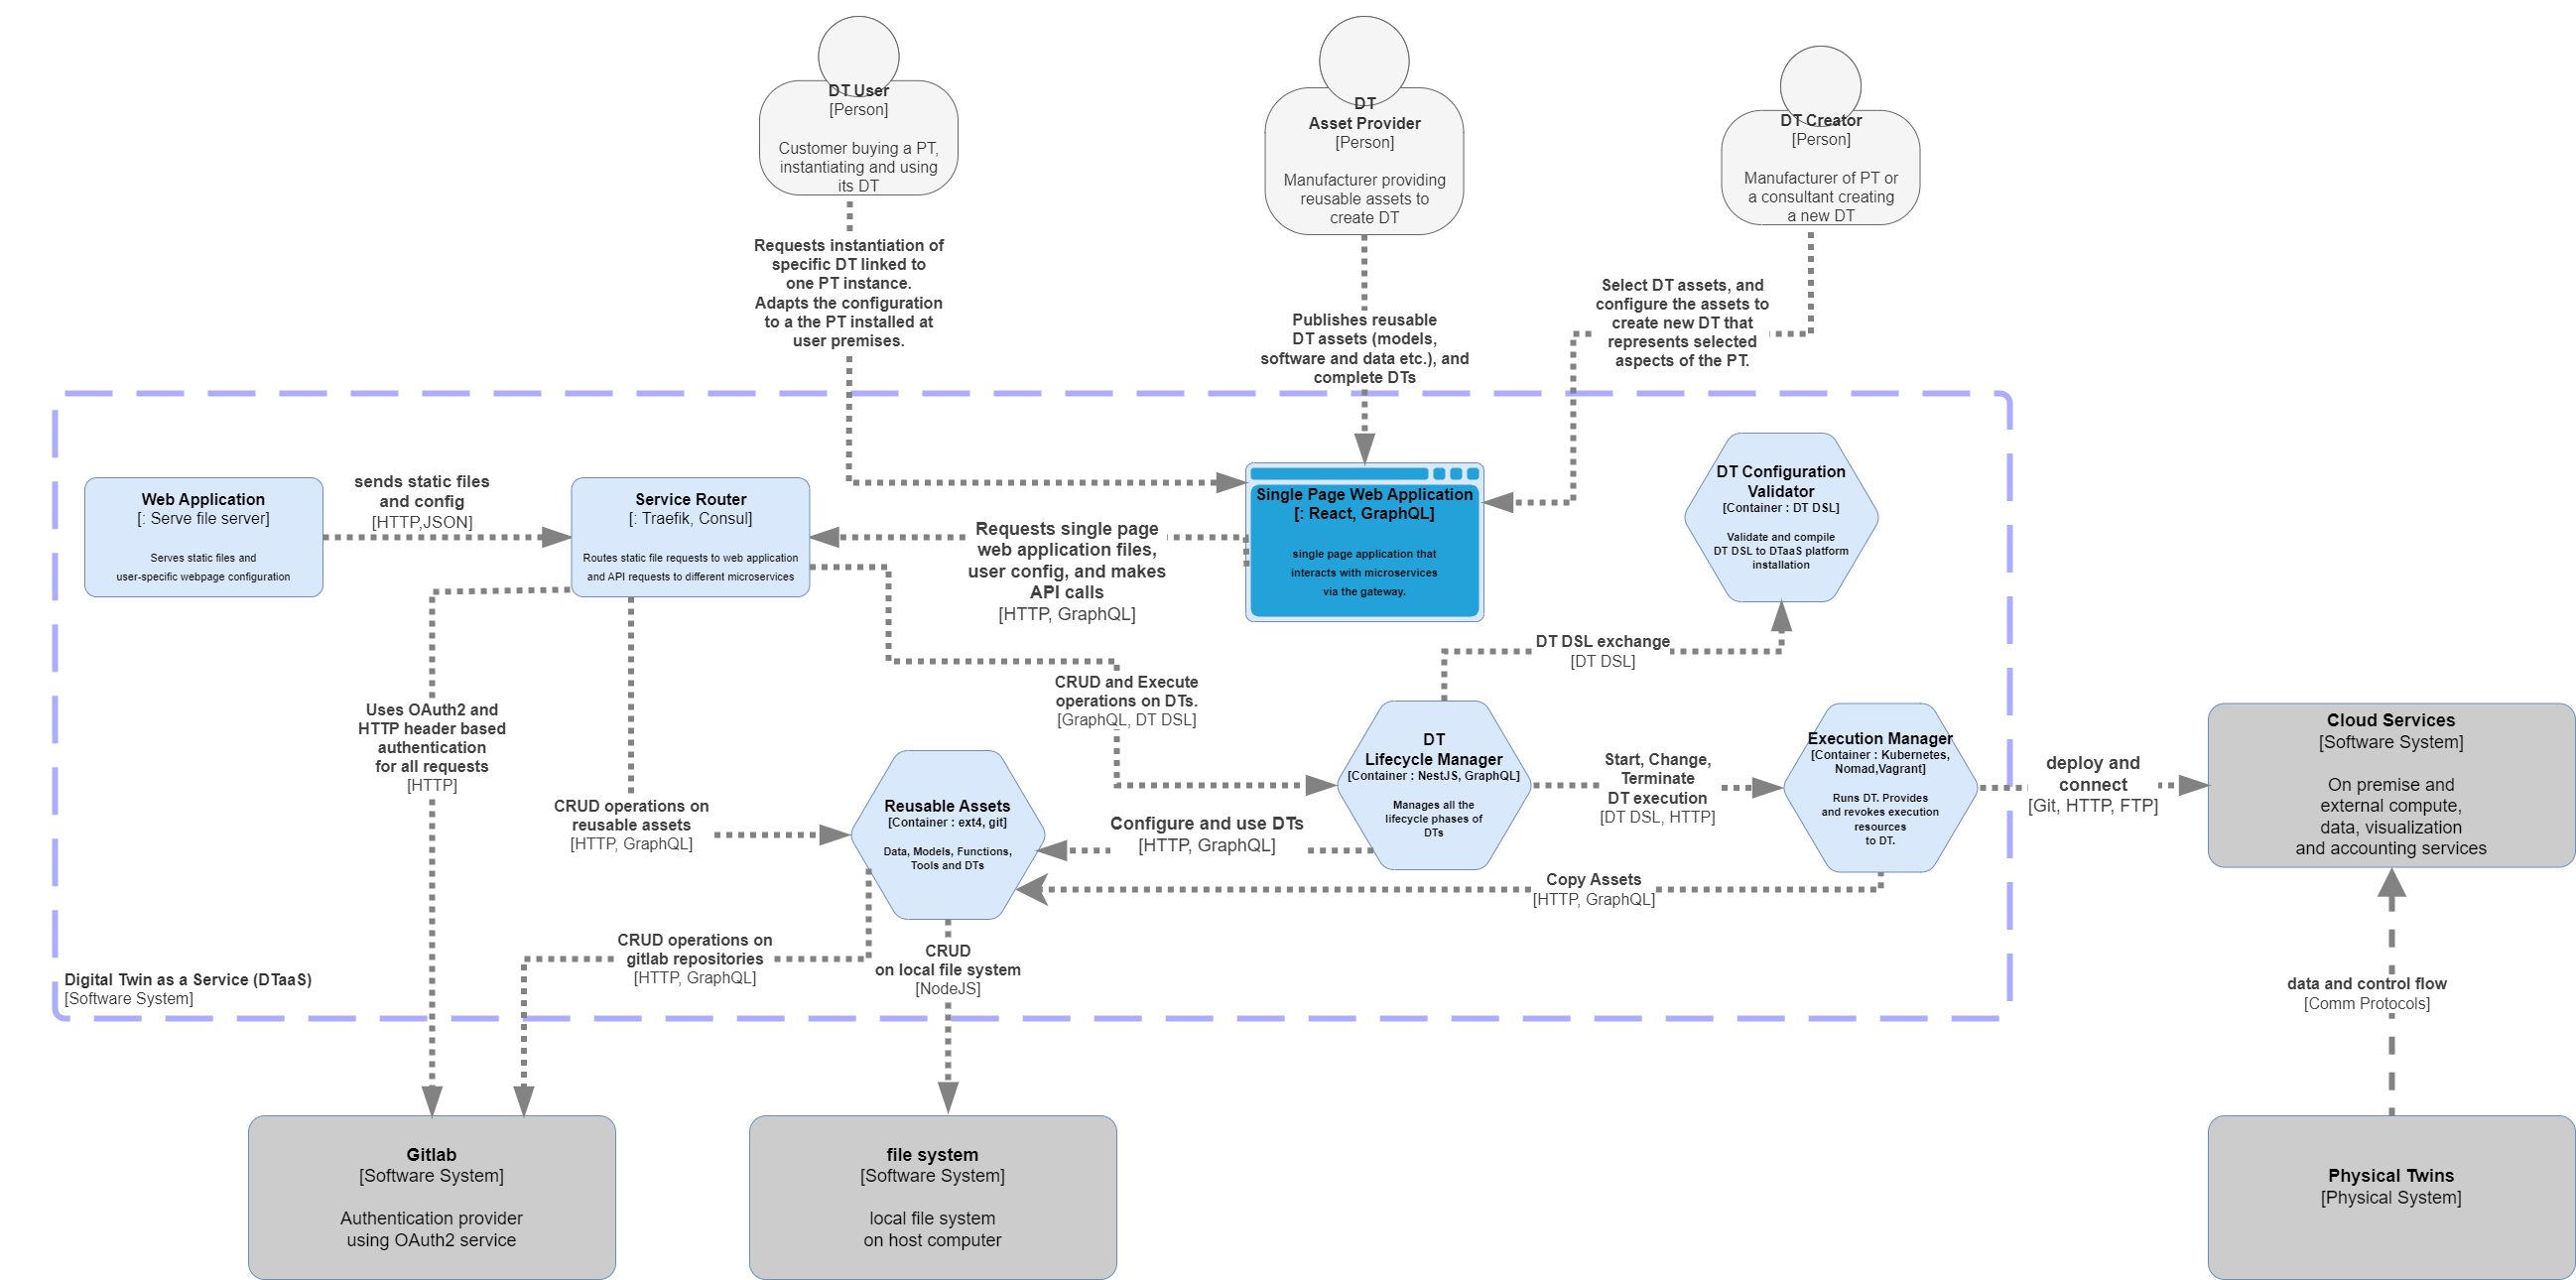 DT User
[Person]
Customer buying a PT,
instantiating and using
its DT
DT
Asset Provider
[Person]
Manufacturer providing
reusable assets to
create DT
DT Creator
[Person]
Manufacturer of PT or
a consultant creating
a new DT
Requests instantiation of
specific DT linked to
one PT instance.
Adapts the configuration
to a the PT installed at
user premises.
Publishes reusable
DT assets (models,
software and data etc.), and
complete DTs
Select DT assets, and
configure the assets to
create new DT that
represents selected
aspects of the PT.
Web Application
[: Serve file server]
Serves static files and
user-specific webpage configuration
sends static files
and config
[HTTP,JSON]
Service Router
[: Traefik, Consul]
Routes static file requests to web application
and API requests to different microservices
Requests single page
web application files,
user config, and makes
API calls
[HTTP, GraphQL]
Single Page Web Application
[: React, GraphQL]
single page application that
interacts with microservices
via the gateway.
DT Configuration
Validator
[Container : DT DSL]
Validate and compile
DT DSL to DTaaS platform
installation
DT DSL exchange
[DT DSL]
CRUD and Execute
operations on DTs.
[GraphQL, DT DSL]
Uses OAuth2 and
HTTP header based
authentication
for all requests
[HTTP]
CRUD operations on
reusable assets
[HTTP, GraphQL]
Reusable Assets
[Container : ext4, git]
Data, Models, Functions,
Tools and DTs
Configure and use DTs
[HTTP, GraphQL]
DT
Lifecycle Manager
[Container : NestJS, GraphQL]
Manages all the
lifecycle phases of
DTs
Start, Change,
Terminate
DT execution
[DT DSL, HTTP]
Execution Manager
[Container : Kubernetes,
Nomad,Vagrant]
Runs DT. Provides
and revokes execution
resources
to DT.
deploy and
connect
[Git, HTTP, FTP]
Cloud Services
[Software System]
On premise and
external compute,
data, visualization
and accounting services
Copy Assets
[HTTP, GraphQL]
CRUD operations on
gitlab repositories
[HTTP, GraphQL]
CRUD
on local file system
[NodeJS]
Digital Twin as a Service (DTaaS)
[Software System]
data and control flow
[Comm Protocols]
Gitlab
[Software System]
Authentication provider
using OAuth2 service
file system
[Software System]
local file system
on host computer
Physical Twins
[Physical System]